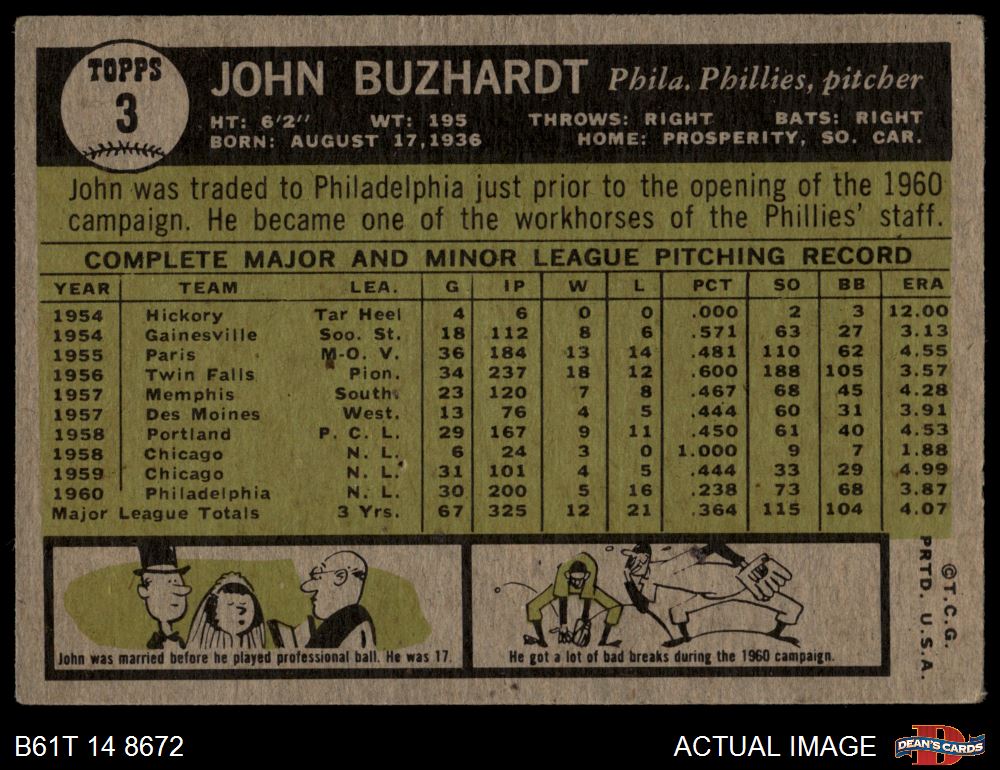 TOPPS
3
JOHN BUZHARDT Phila. Phillies, pitcher
HT: 6'2" WT: 195 THROWS: RIGHT BATS: RIGHT
BORN: AUGUST 17, 1936 HOME: PROSPERITY, SO. CAR.
John was traded to Philadelphia just prior to the opening of the 1960
campaign. He became one of the workhorses of the Phillies' staff.
COMPLETE MAJOR AND MINOR LEAGUE PITCHING RECORD
YEAR TEAM LEA. G IP W L PCT SO BB ERA
1954 Hickory Tar Heel 4 6 0 0 .000 2 3 12.00
1954 Gainesville Soo. St. 18 112 8 6 .571 63 27 3.13
1955 Paris M-O. V. 36 184 13 14 .481 110 62 4.55
1956 Twin Falls Pion. 34 237 18 12 .600 188 105 3.57
1957 Memphis South. 23 120 7 8 .467 68 45 4.28
1957 Des Moines West. 13 76 4 5 .444 60 31 3.91
1958 Portland P. C. L. 29 167 9 11 .450 61 40 4.53
1958 Chicago N. L. 6 24 3 0 1.000 9 7 1.88
1959 Chicago N. L. 31 101 4 5 .444 33 29 4.99
1960 Philadelphia N. L. 30 200 5 16 .238 73 68 3.87
Major League Totals 3 Yrs. 67 325 12 21 .364 115 104 4.07
John was married before he played professional ball. He was 17.
He got a lot of bad breaks during the 1960 campaign.
©T.C.G.
PRTD. U.S.A.
B61T 14 8672
ACTUAL IMAGE
D
DEAN'S CARDS